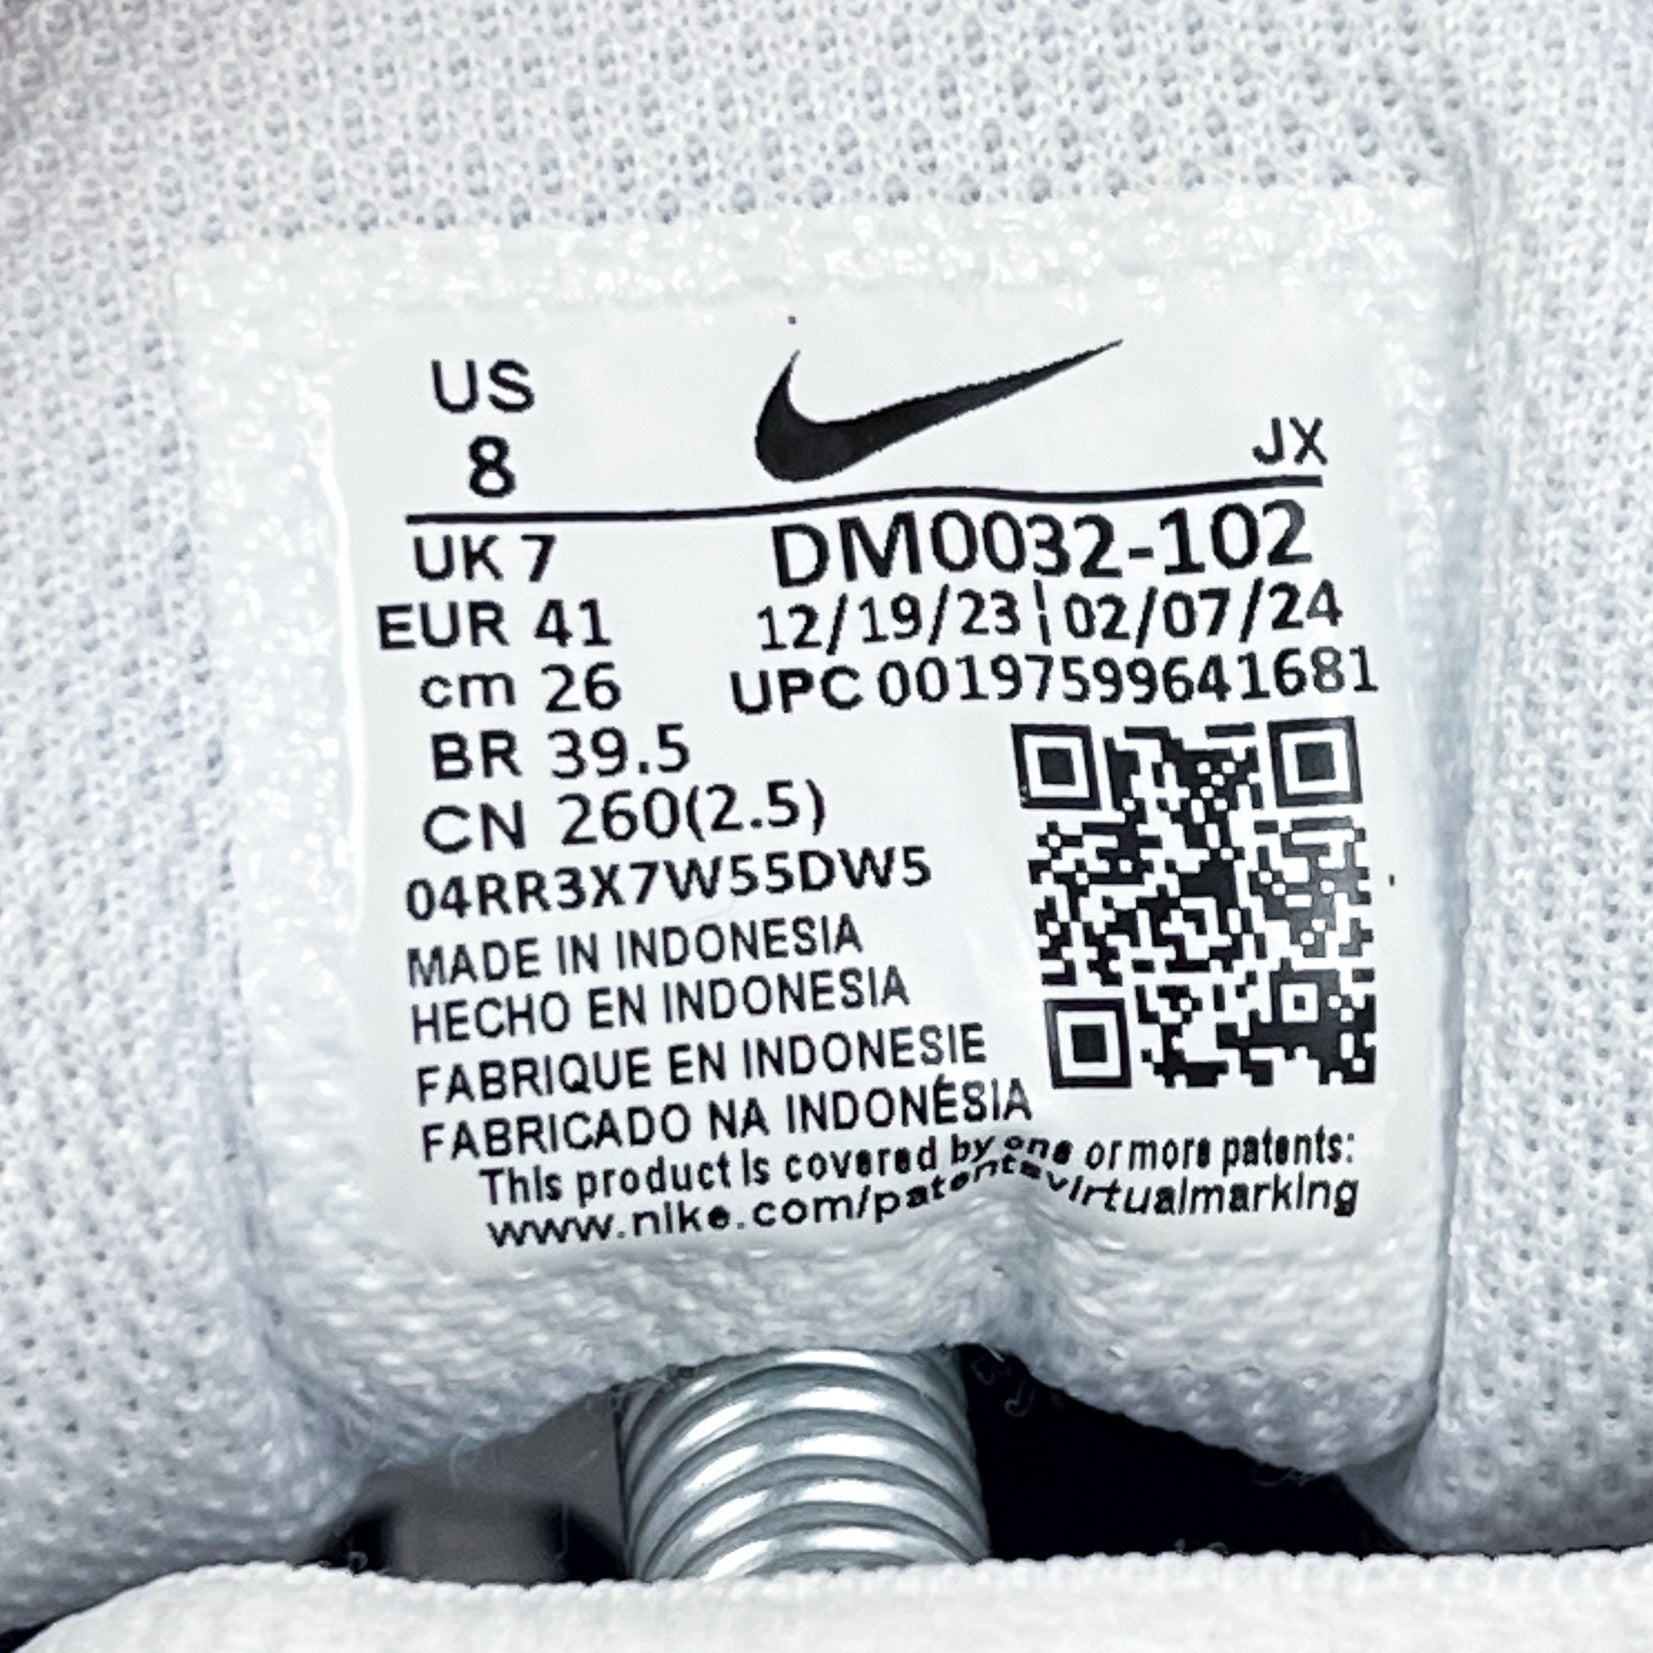 US
8
JX
UK 7
DM0032-102
EUR 41
12/19/23 | 02/07/24
cm 26
UPC 00197599641681
BR 39.5
CN 260(2.5)
04RR3X7W55DW5
MADE IN INDONESIA
HECHO EN INDONESIA
FABRIQUE EN INDONESIE
FABRICADO NA INDONÉSIA
This product is covered by one or more patents:
www.nike.com/patentsvirtualmarking